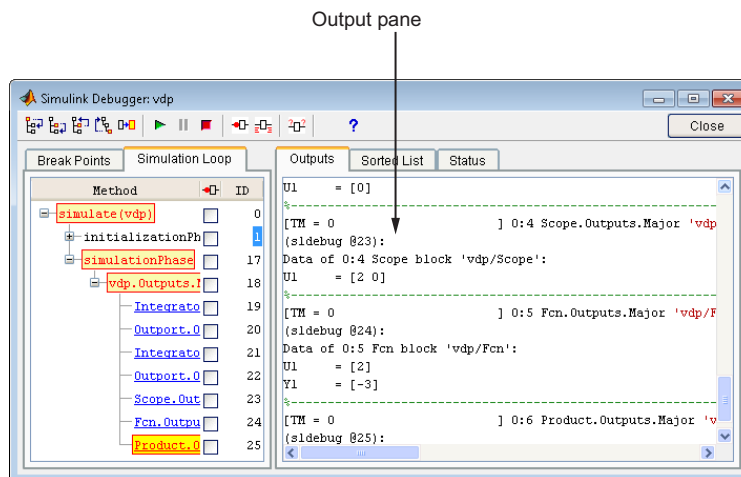 Output pane
Simulink Debugger: vdp
Close
Break Points
Simulation Loop
Outputs
Sorted List
Status
Method
ID
simulate(vdp) 0
initializationPh 1
simulationPhase 17
vdp.Outputs. 18
Integrato 19
Outport.O 20
Integrato 21
Outport.O 22
Scope.Out 23
Fcn.Outpu 24
Product.O 25
U1 = [0]
%----------------------------------------------------------------
[TM = 0 ] 0:4 Scope.Outputs.Major 'vdp
(sldebug @23):
Data of 0:4 Scope block 'vdp/Scope':
U1 = [2 0]
%----------------------------------------------------------------
[TM = 0 ] 0:5 Fcn.Outputs.Major 'vdp/F
(sldebug @24):
Data of 0:5 Fcn block 'vdp/Fcn':
U1 = [2]
Y1 = [-3]
%----------------------------------------------------------------
[TM = 0 ] 0:6 Product.Outputs.Major 'v
(sldebug @25):